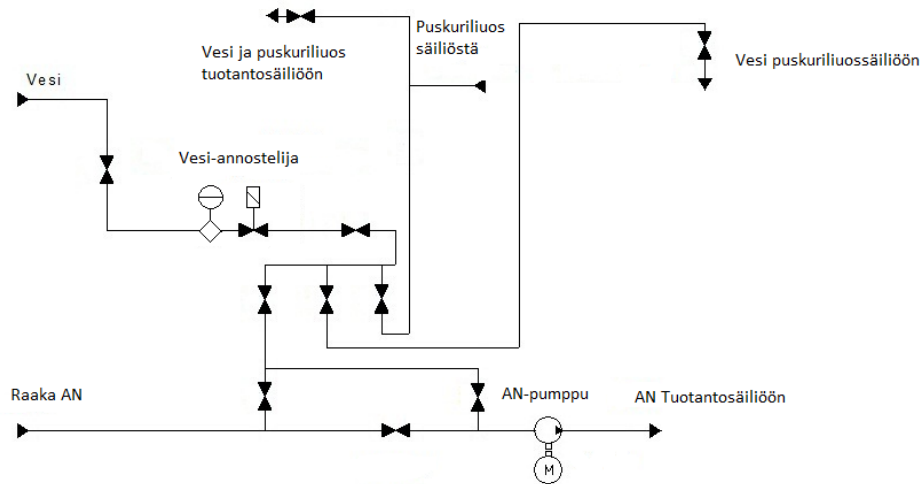 Puskuriliuos
säiliöstä
Vesi ja puskuriliuos
tuotantosäiliöön
Vesi puskuriliuossäiliöön
Vesi
Vesi-annostelija
Raaka AN
AN-pumppu
AN Tuotantosäiliöön
M